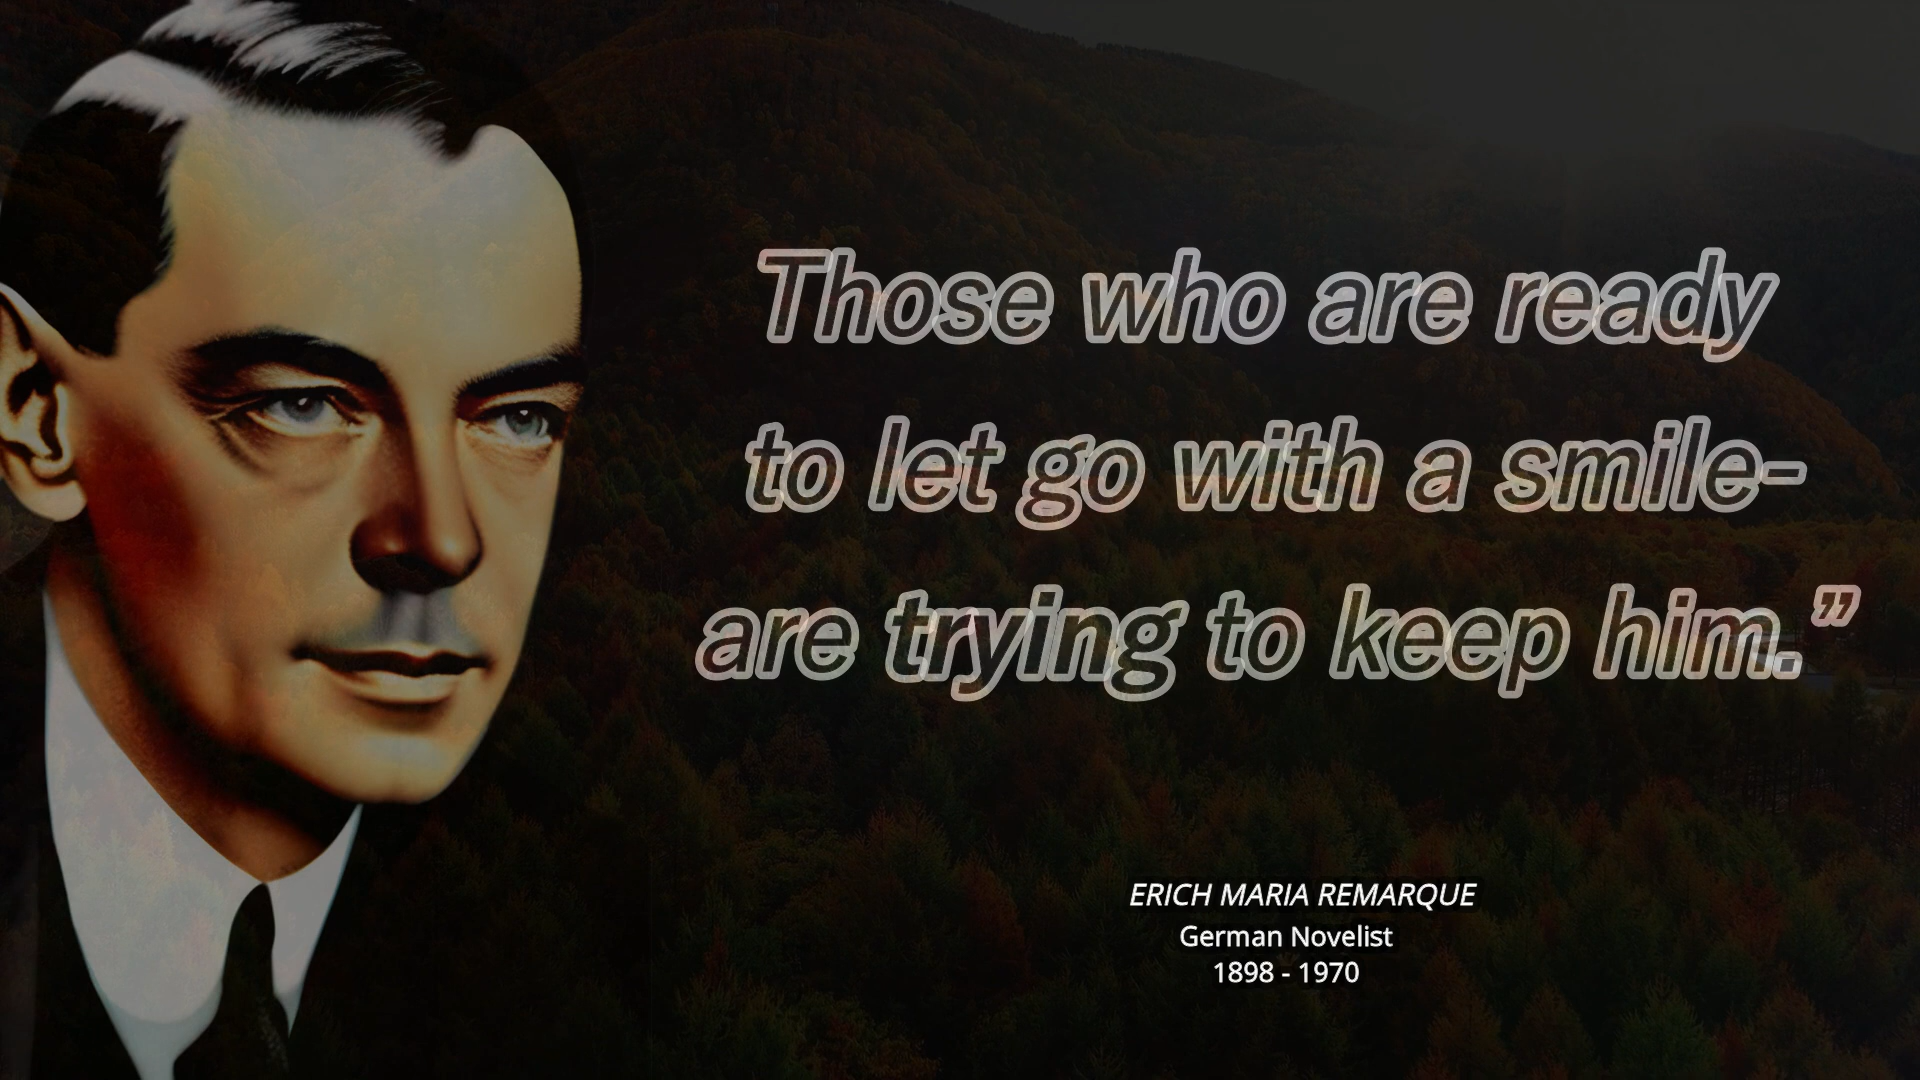 Those who are ready
to let go with a smile-
are trying to keep him.”
ERICH MARIA REMARQUE
German Novelist
1898 - 1970